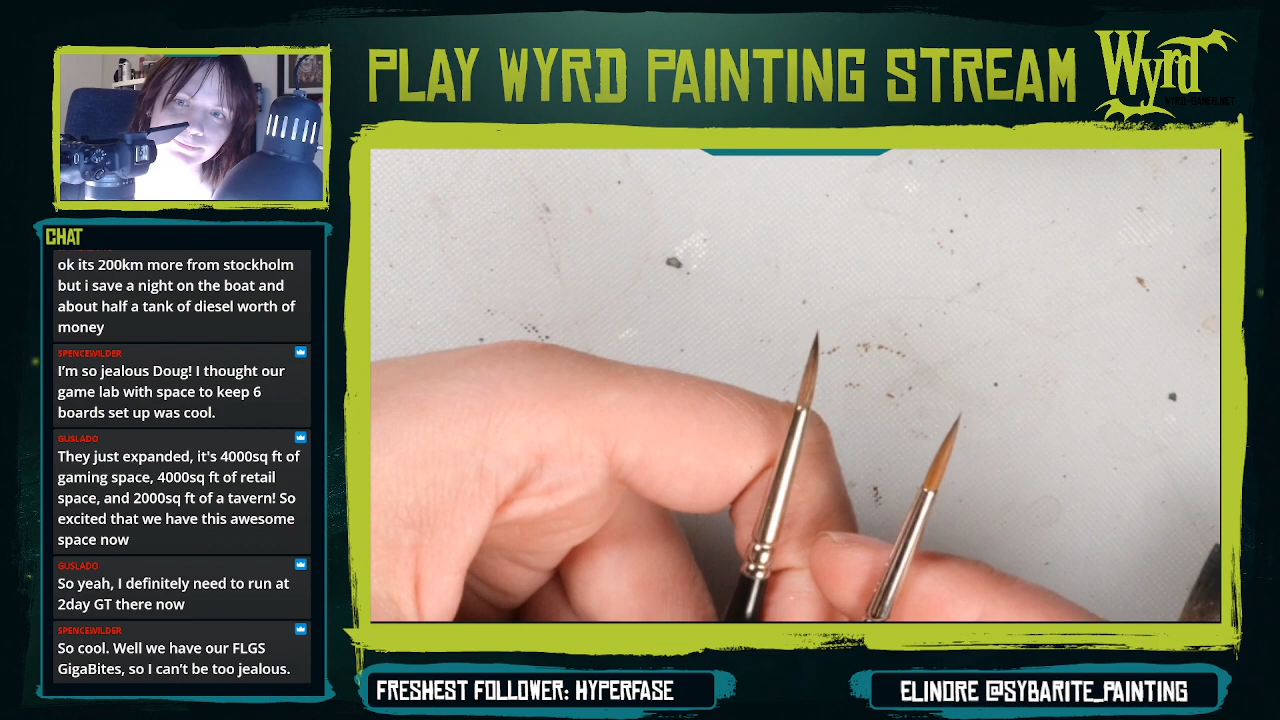 PLAY WYRD PAINTING STREAM
Wyrd
WYRD-GAMES.NET
CHAT
ok its 200km more from stockholm
but i save a night on the boat and
about half a tank of diesel worth of
money
SPENCEWILDER
I'm so jealous Doug! I thought our
game lab with space to keep 6
boards set up was cool.
GUSLADO
They just expanded, it's 4000sq ft of
gaming space, 4000sq ft of retail
space, and 2000sq ft of a tavern! So
excited that we have this awesome
space now
GUSLADO
So yeah, I definitely need to run at
2day GT there now
SPENCEWILDER
So cool. Well we have our FLGS
GigaBites, so I can't be too jealous.
FRESHEST FOLLOWER: HYPERFASE
ELINORE @SYBARITE_PAINTING